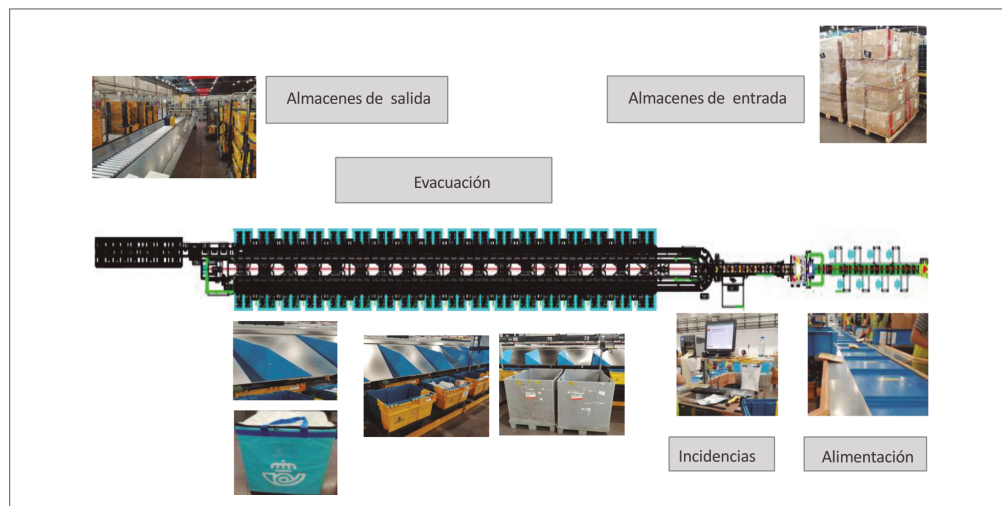 Almacenes de salida
Almacenes de entrada
Evacuación
Incidencias
Alimentación